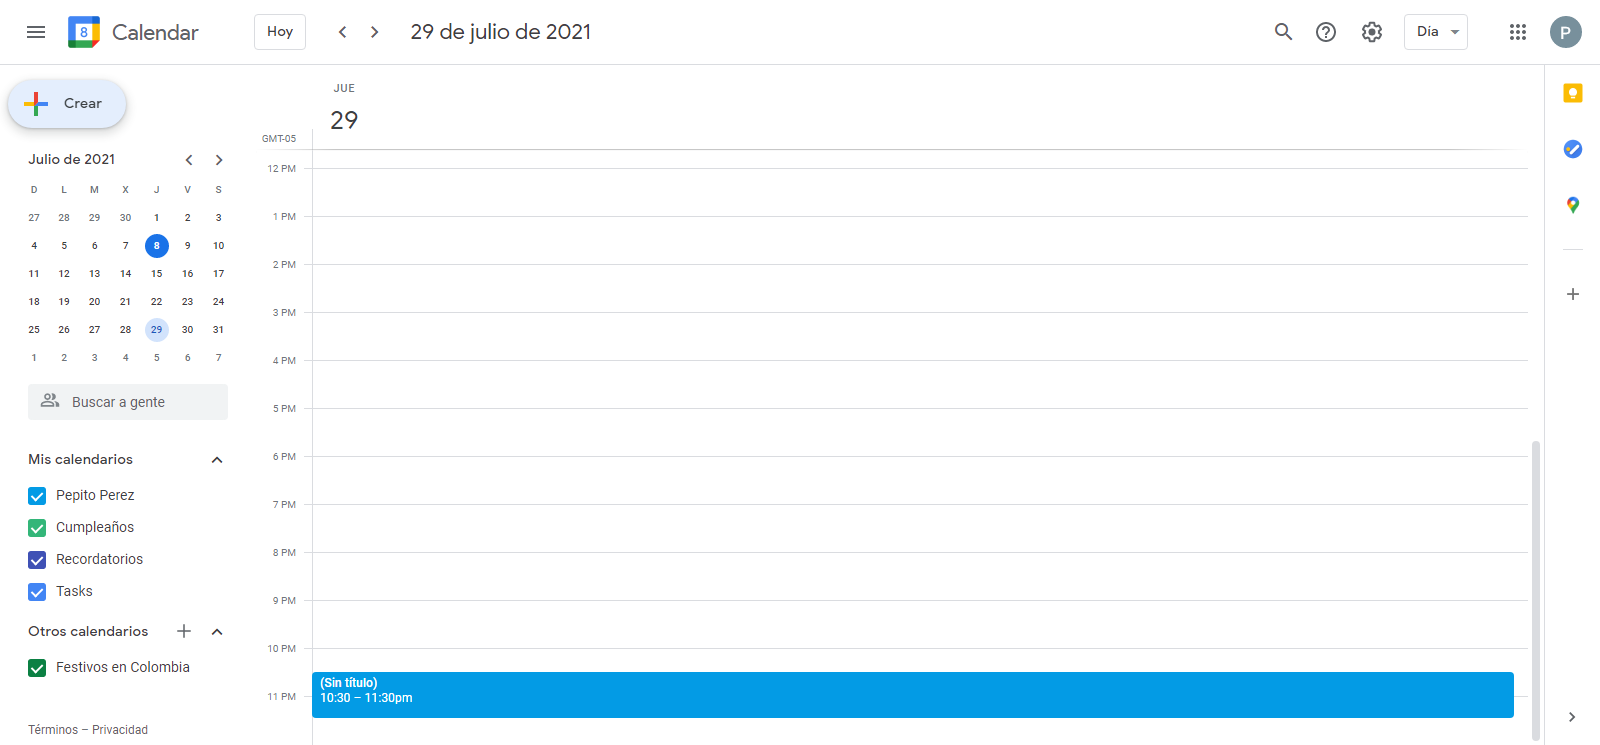 8 Calendar Hoy 29 de julio de 2021 Día P
Crear
JUE
29
GMT-05
Julio de 2021
D L M X J V S
27 28 29 30 1 2 3
4 5 6 7 8 9 10
11 12 13 14 15 16 17
18 19 20 21 22 23 24
25 26 27 28 29 30 31
1 2 3 4 5 6 7
Buscar a gente
Mis calendarios
Pepito Perez
Cumpleaños
Recordatorios
Tasks
Otros calendarios
Festivos en Colombia
Términos – Privacidad
12 PM
1 PM
2 PM
3 PM
4 PM
5 PM
6 PM
7 PM
8 PM
9 PM
10 PM
11 PM
(Sin título)
10:30 – 11:30pm